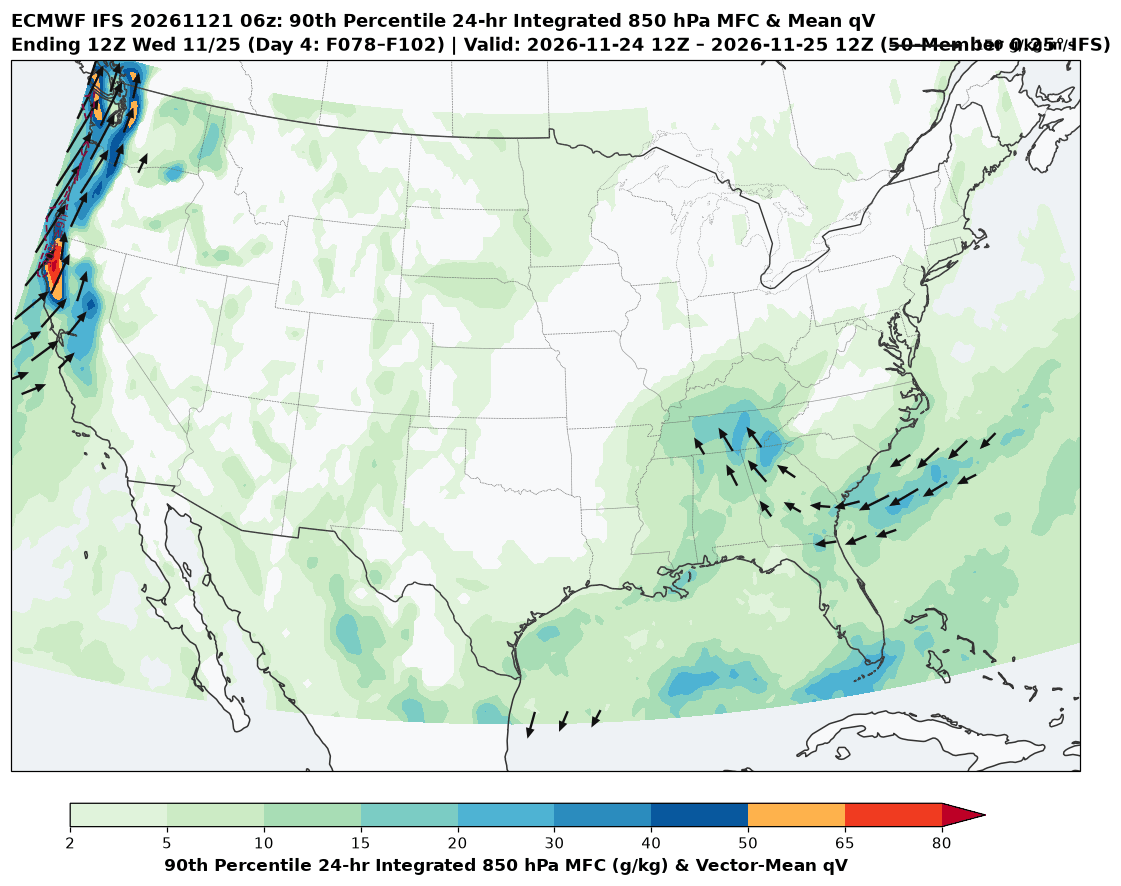 ECMWF IFS 20261121 06z: 90th Percentile 24-hr Integrated 850 hPa MFC & Mean qV
Ending 12Z Wed 11/25 (Day 4: F078–F102) | Valid: 2026-11-24 12Z – 2026-11-25 12Z (50-Member 0.25° IFS)
2 5 10 15 20 30 40 50 65 80
90th Percentile 24-hr Integrated 850 hPa MFC (g/kg) & Vector-Mean qV